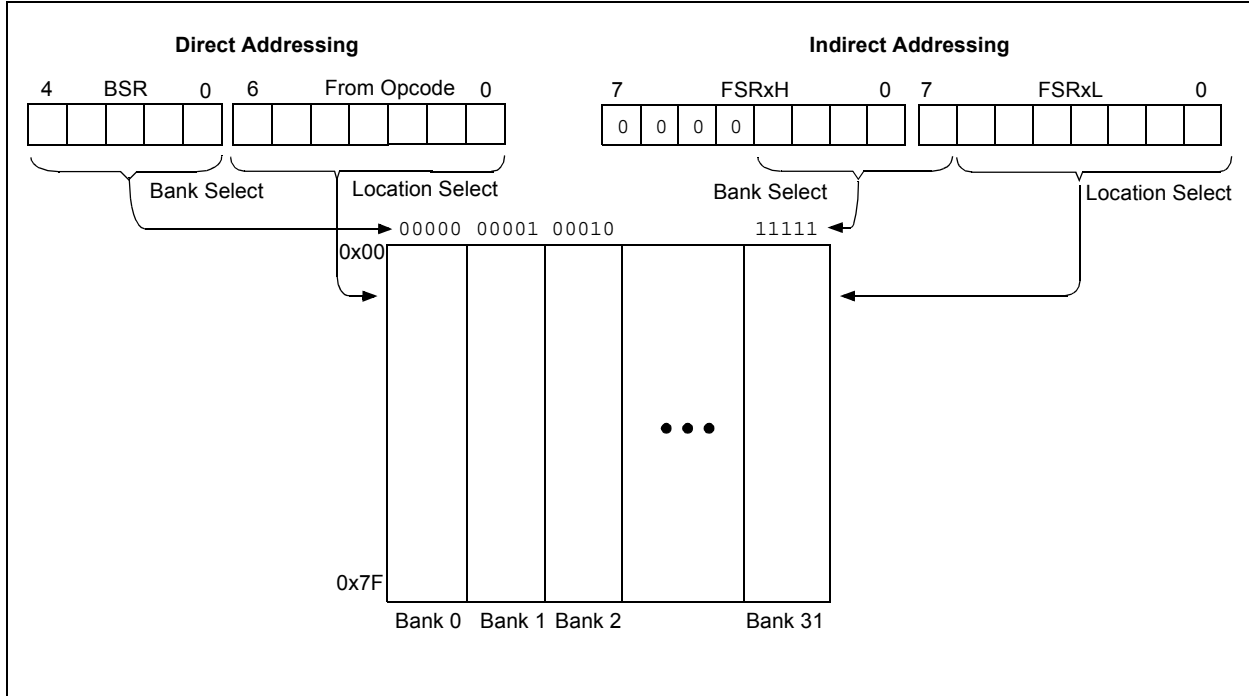 Direct Addressing
Indirect Addressing
4 BSR 0 6 From Opcode 0
7 FSRxH 0 7 FSRxL 0
0 0 0 0
Bank Select
Location Select
Bank Select
Location Select
00000 00001 00010 11111
0x00
0x7F
Bank 0 Bank 1 Bank 2 Bank 31